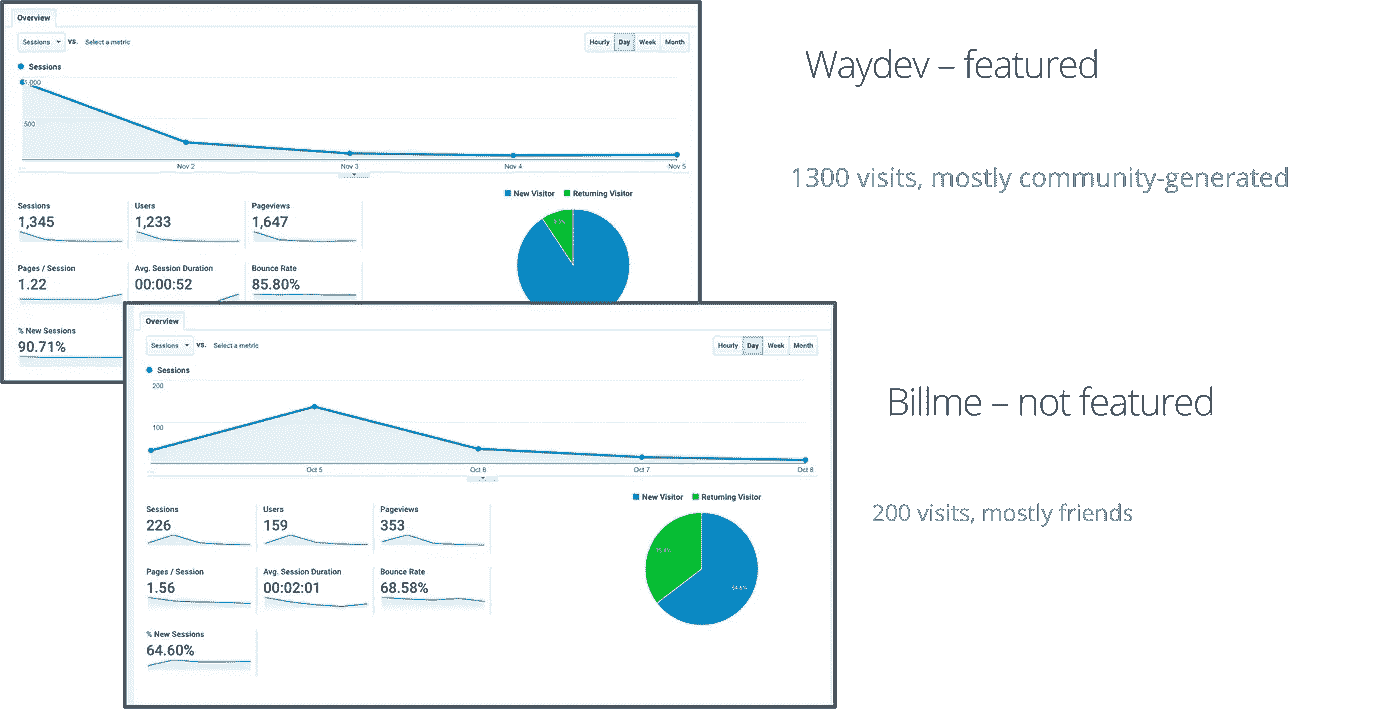 Overview
Sessions VS. Select a metric
Hourly Day Week Month
Sessions
1,000
500
Nov 2 Nov 3 Nov 4 Nov 5
New Visitor Returning Visitor
Sessions Users Pageviews
1,345 1,233 1,647
Pages / Session Avg. Session Duration Bounce Rate
1.22 00:00:52 85.80%
% New Sessions
90.71%
Waydev – featured
1300 visits, mostly community-generated
Overview
Sessions VS. Select a metric
Hourly Day Week Month
Sessions
200
100
Oct 5 Oct 6 Oct 7 Oct 8
New Visitor Returning Visitor
Sessions Users Pageviews
226 159 353
Pages / Session Avg. Session Duration Bounce Rate
1.56 00:02:01 68.58%
64.6%
% New Sessions
64.60%
Billme – not featured
200 visits, mostly friends